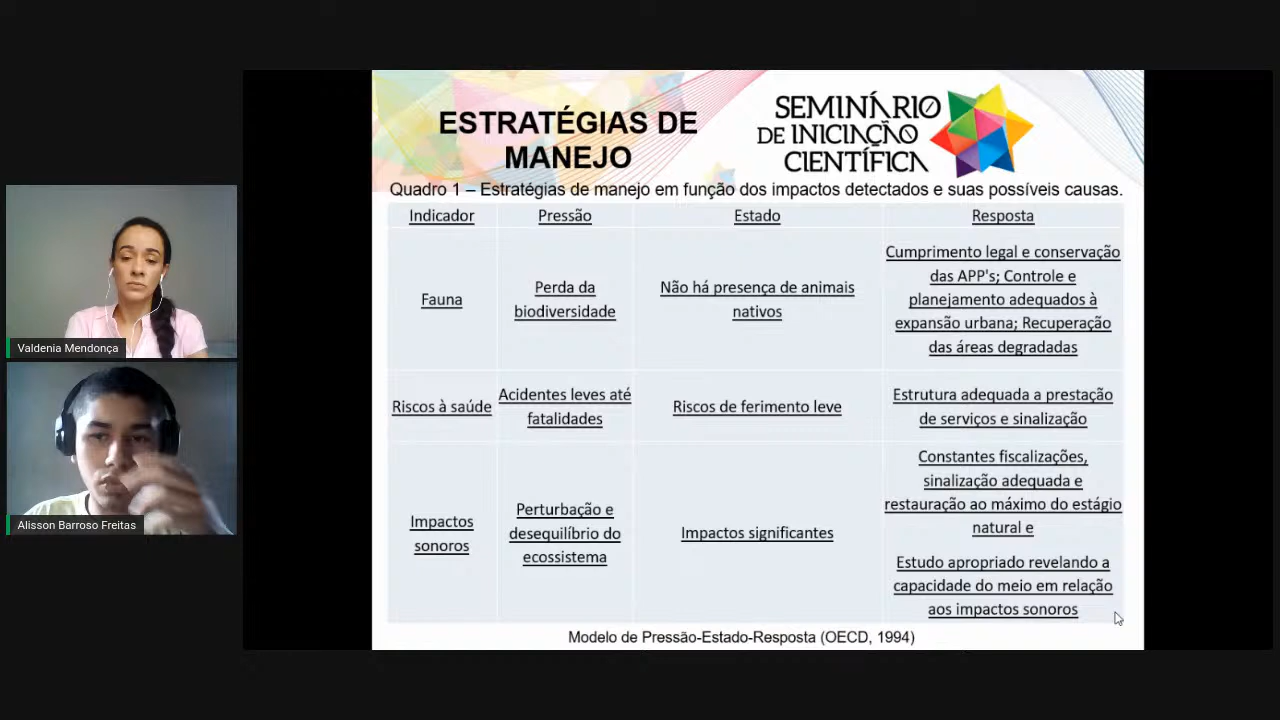 ESTRATÉGIAS DE
MANEJO
SEMINÁRIO
DE INICIAÇÃO
CIENTÍFICA
Quadro 1 – Estratégias de manejo em função dos impactos detectados e suas possíveis causas.
Indicador Pressão Estado Resposta
Fauna
Perda da
biodiversidade
Não há presença de animais
nativos
Cumprimento legal e conservação
das APP's; Controle e
planejamento adequados à
expansão urbana; Recuperação
das áreas degradadas
Riscos à saúde
Acidentes leves até
fatalidades
Riscos de ferimento leve
Estrutura adequada a prestação
de serviços e sinalização
Impactos
sonoros
Perturbação e
desequilíbrio do
ecossistema
Impactos significantes
Constantes fiscalizações,
sinalização adequada e
restauração ao máximo do estágio
natural e
Estudo apropriado revelando a
capacidade do meio em relação
aos impactos sonoros
Modelo de Pressão-Estado-Resposta (OECD, 1994)
Valdenia Mendonça
Alisson Barroso Freitas